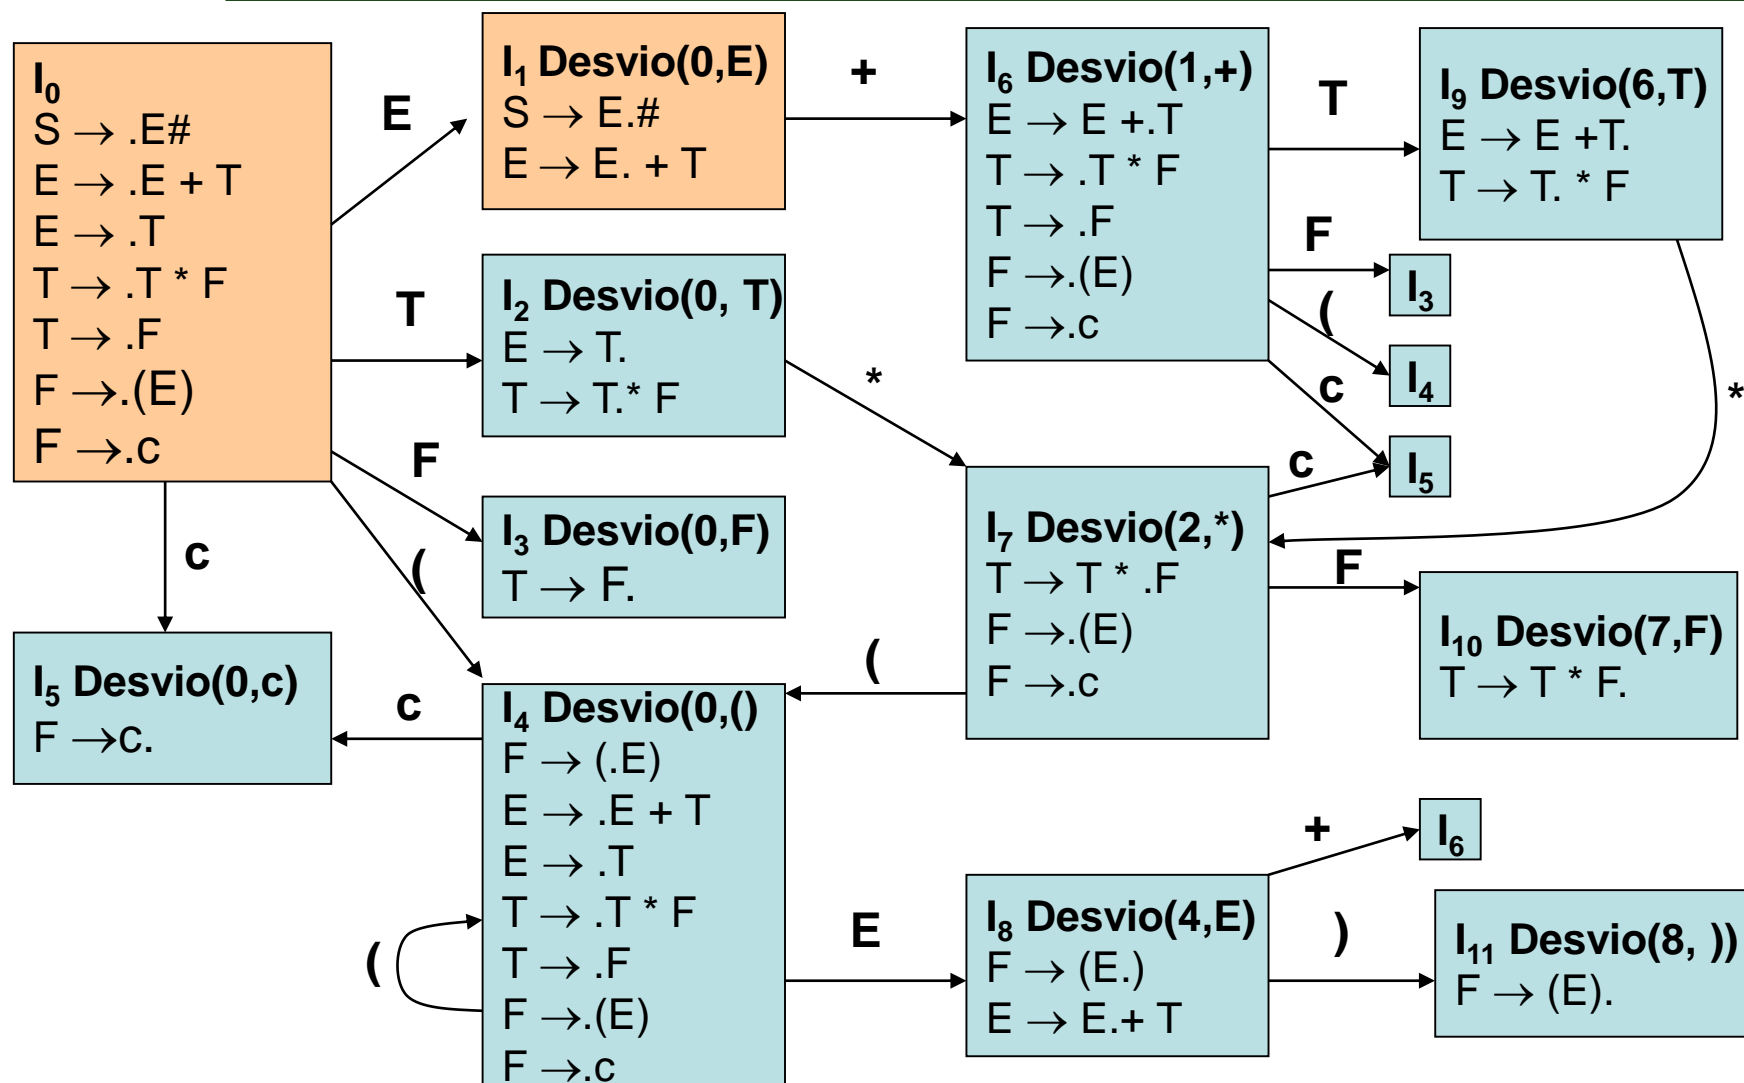 I0
S → .E#
E → .E + T
E → .T
T → .T * F
T → .F
F →.(E)
F →.c
E
T
F
(
c
I1 Desvio(0,E)
S → E.#
E → E. + T
+
I2 Desvio(0, T)
E → T.
T → T.* F
*
I3 Desvio(0,F)
T → F.
I5 Desvio(0,c)
F →c.
c
I4 Desvio(0,()
F → (.E)
E → .E + T
E → .T
T → .T * F
T → .F
F →.(E)
F →.c
(
E
I6 Desvio(1,+)
E → E +.T
T → .T * F
T → .F
F →.(E)
F →.c
T
F
(
c
I3
I4
I5
I9 Desvio(6,T)
E → E +T.
T → T. * F
*
I7 Desvio(2,*)
T → T * .F
F →.(E)
F →.c
c
F
(
I10 Desvio(7,F)
T → T * F.
I8 Desvio(4,E)
F → (E.)
E → E.+ T
+
I6
)
I11 Desvio(8, ))
F → (E).